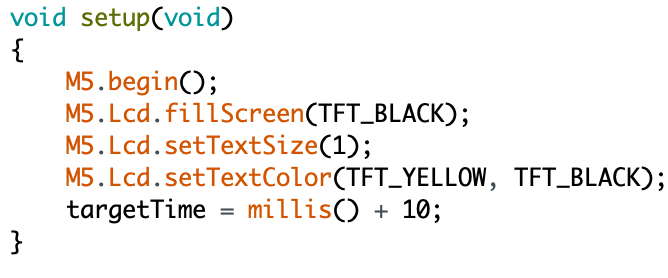 void setup(void)
{
    M5.begin();
    M5.Lcd.fillScreen(TFT_BLACK);
    M5.Lcd.setTextSize(1);
    M5.Lcd.setTextColor(TFT_YELLOW, TFT_BLACK);
    targetTime = millis() + 10;
}